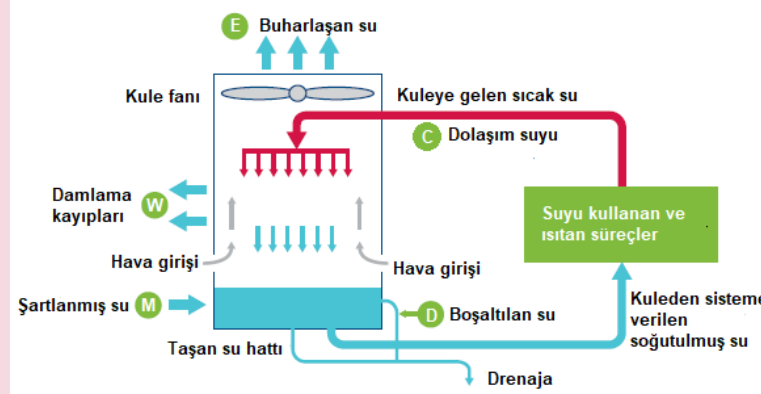 E Buharlaşan su
Kule fanı
Kuleye gelen sıcak su
C Dolaşım suyu
Damlama
kayıpları
W
Suyu kullanan ve
ısıtan süreçler
Hava girişi
Hava girişi
Şartlanmış su M
D Boşaltılan su
Kuleden sisteme
verilen
soğutulmuş su
Taşan su hattı
Drenaja